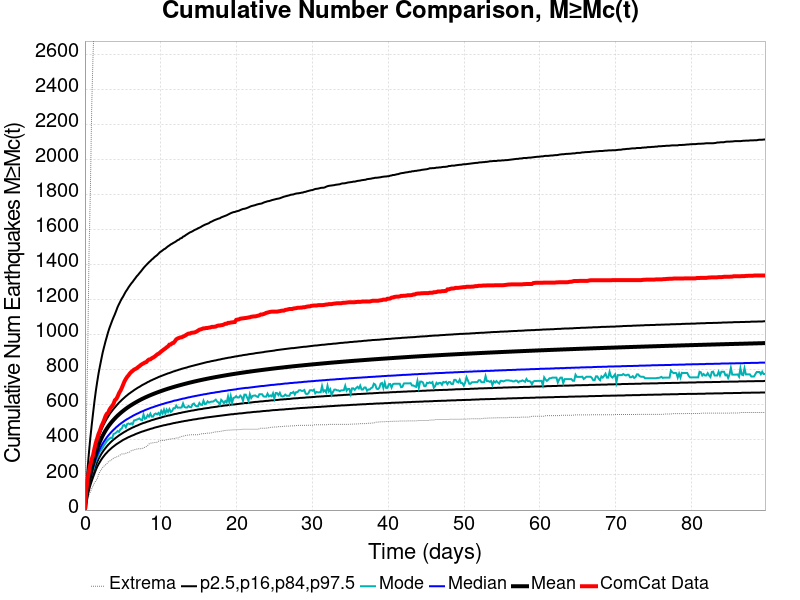 Cumulative Number Comparison, M≥Mc(t)
Cumulative Num Earthquakes M≥Mc(t)
2600
2400
2200
2000
1800
1600
1400
1200
1000
800
600
400
200
0
0 10 20 30 40 50 60 70 80
Time (days)
Extrema p2.5,p16,p84,p97.5 Mode Median Mean ComCat Data